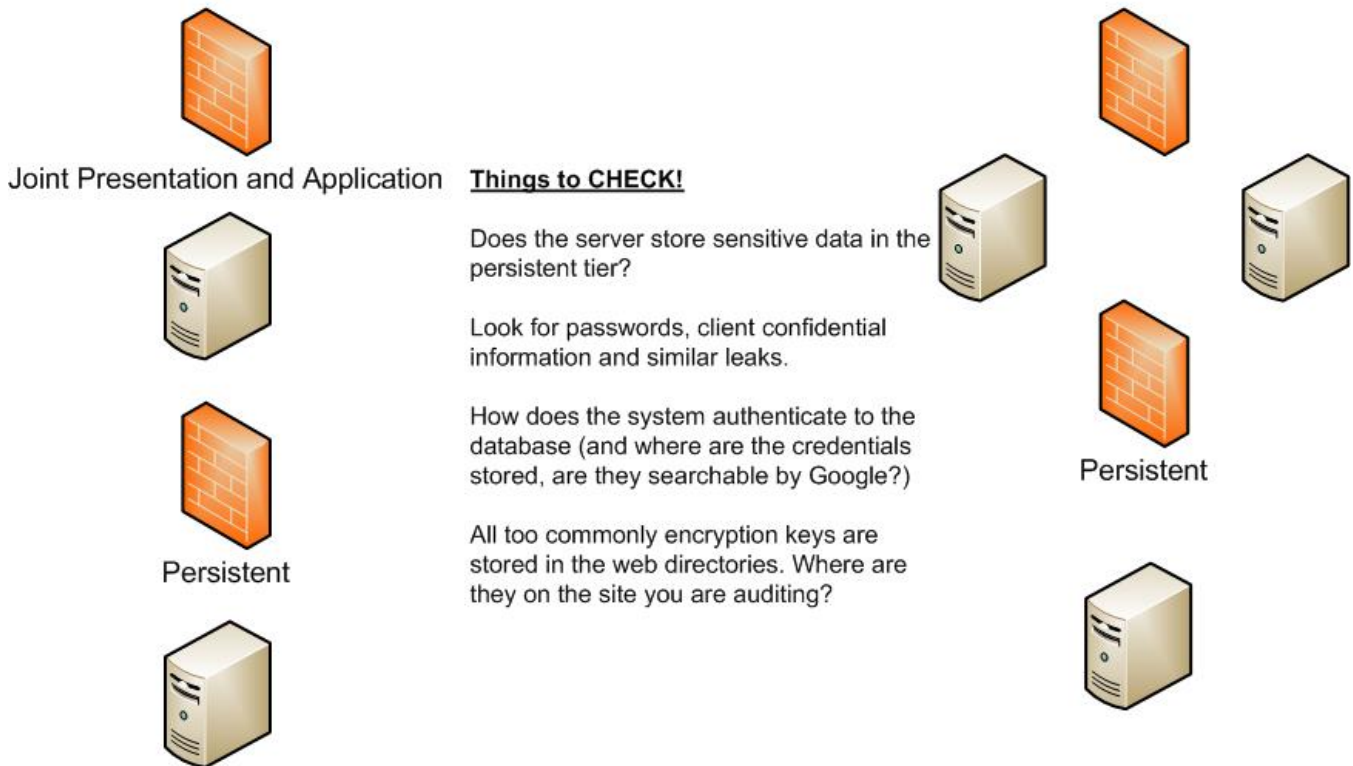 Joint Presentation and Application
Things to CHECK!
Does the server store sensitive data in the
persistent tier?
Look for passwords, client confidential
information and similar leaks.
How does the system authenticate to the
database (and where are the credentials
stored, are they searchable by Google?)
All too commonly encryption keys are
stored in the web directories. Where are
they on the site you are auditing?
Persistent
Persistent